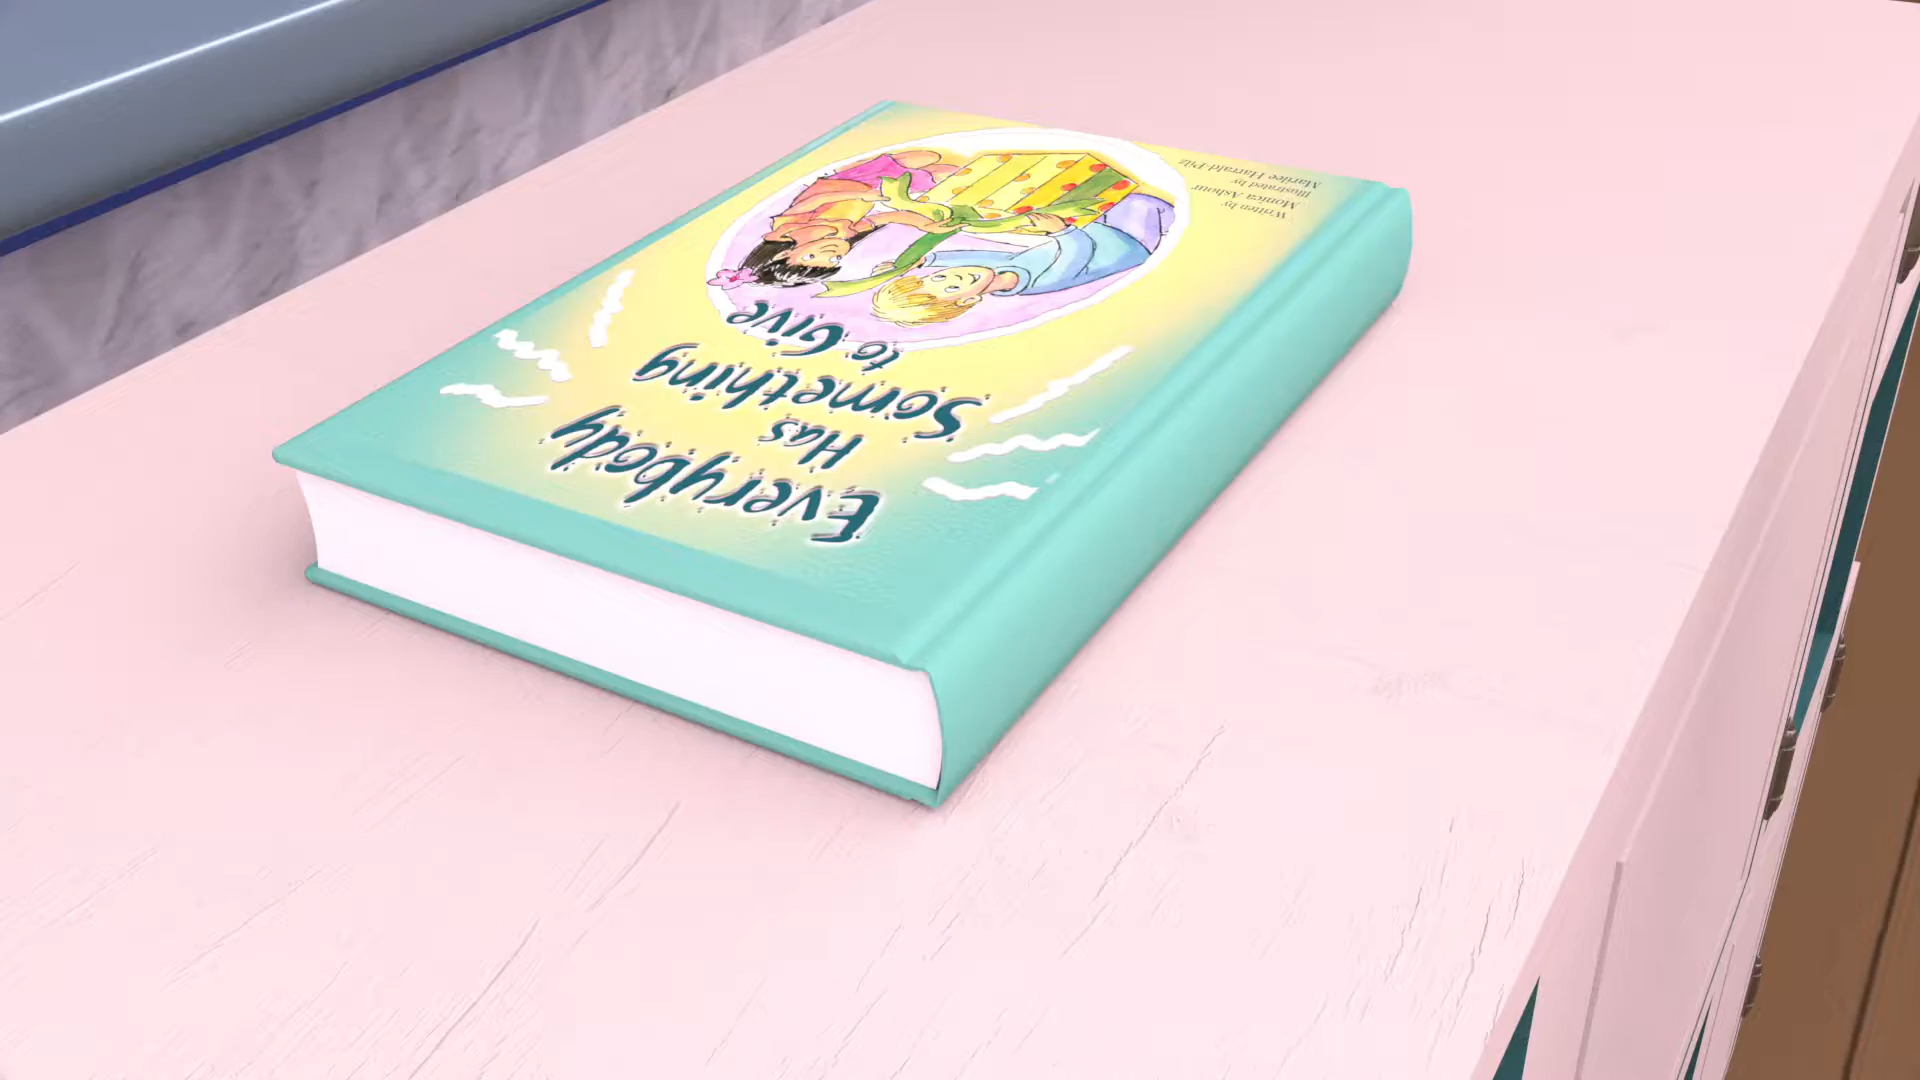 Everybody
Has
Something
to Give
Written by
Monica Ashour
Illustrated by
Marilee Harrald-Pilz